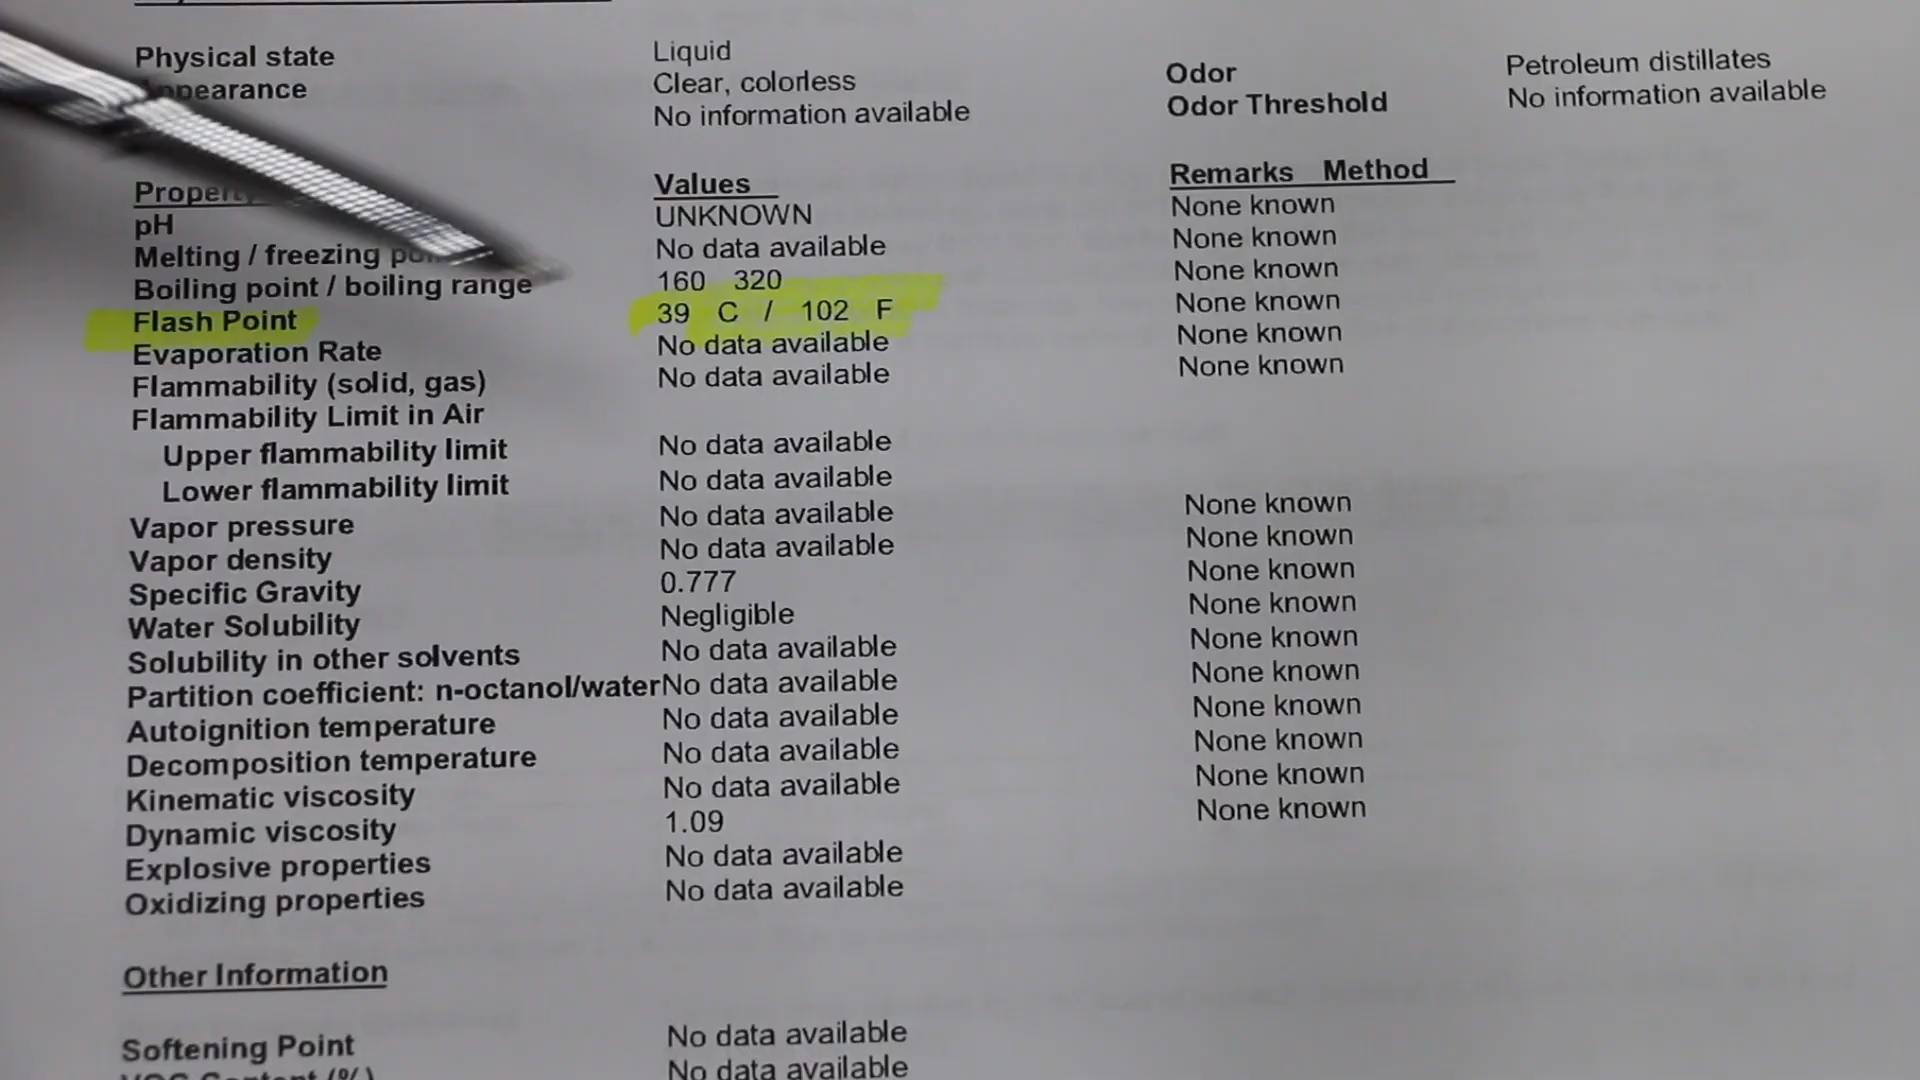 Physical state Liquid Odor Petroleum distillates
Appearance Clear, colorless Odor Threshold No information available
No information available
Values Remarks Method
pH UNKNOWN None known
Melting / freezing No data available None known
Boiling point / boiling range 160 320 None known
Flash Point 39 C / 102 F None known
Evaporation Rate No data available None known
Flammability (solid, gas) No data available None known
Flammability Limit in Air
Upper flammability limit No data available
Lower flammability limit No data available
Vapor pressure No data available None known
Vapor density No data available None known
Specific Gravity 0.777 None known
Water Solubility Negligible None known
Solubility in other solvents No data available None known
Partition coefficient: n-octanol/water No data available None known
Autoignition temperature No data available None known
Decomposition temperature No data available None known
Kinematic viscosity No data available None known
Dynamic viscosity 1.09 None known
Explosive properties No data available
Oxidizing properties No data available
Other Information
Softening Point No data available
VOC Content (%) No data available